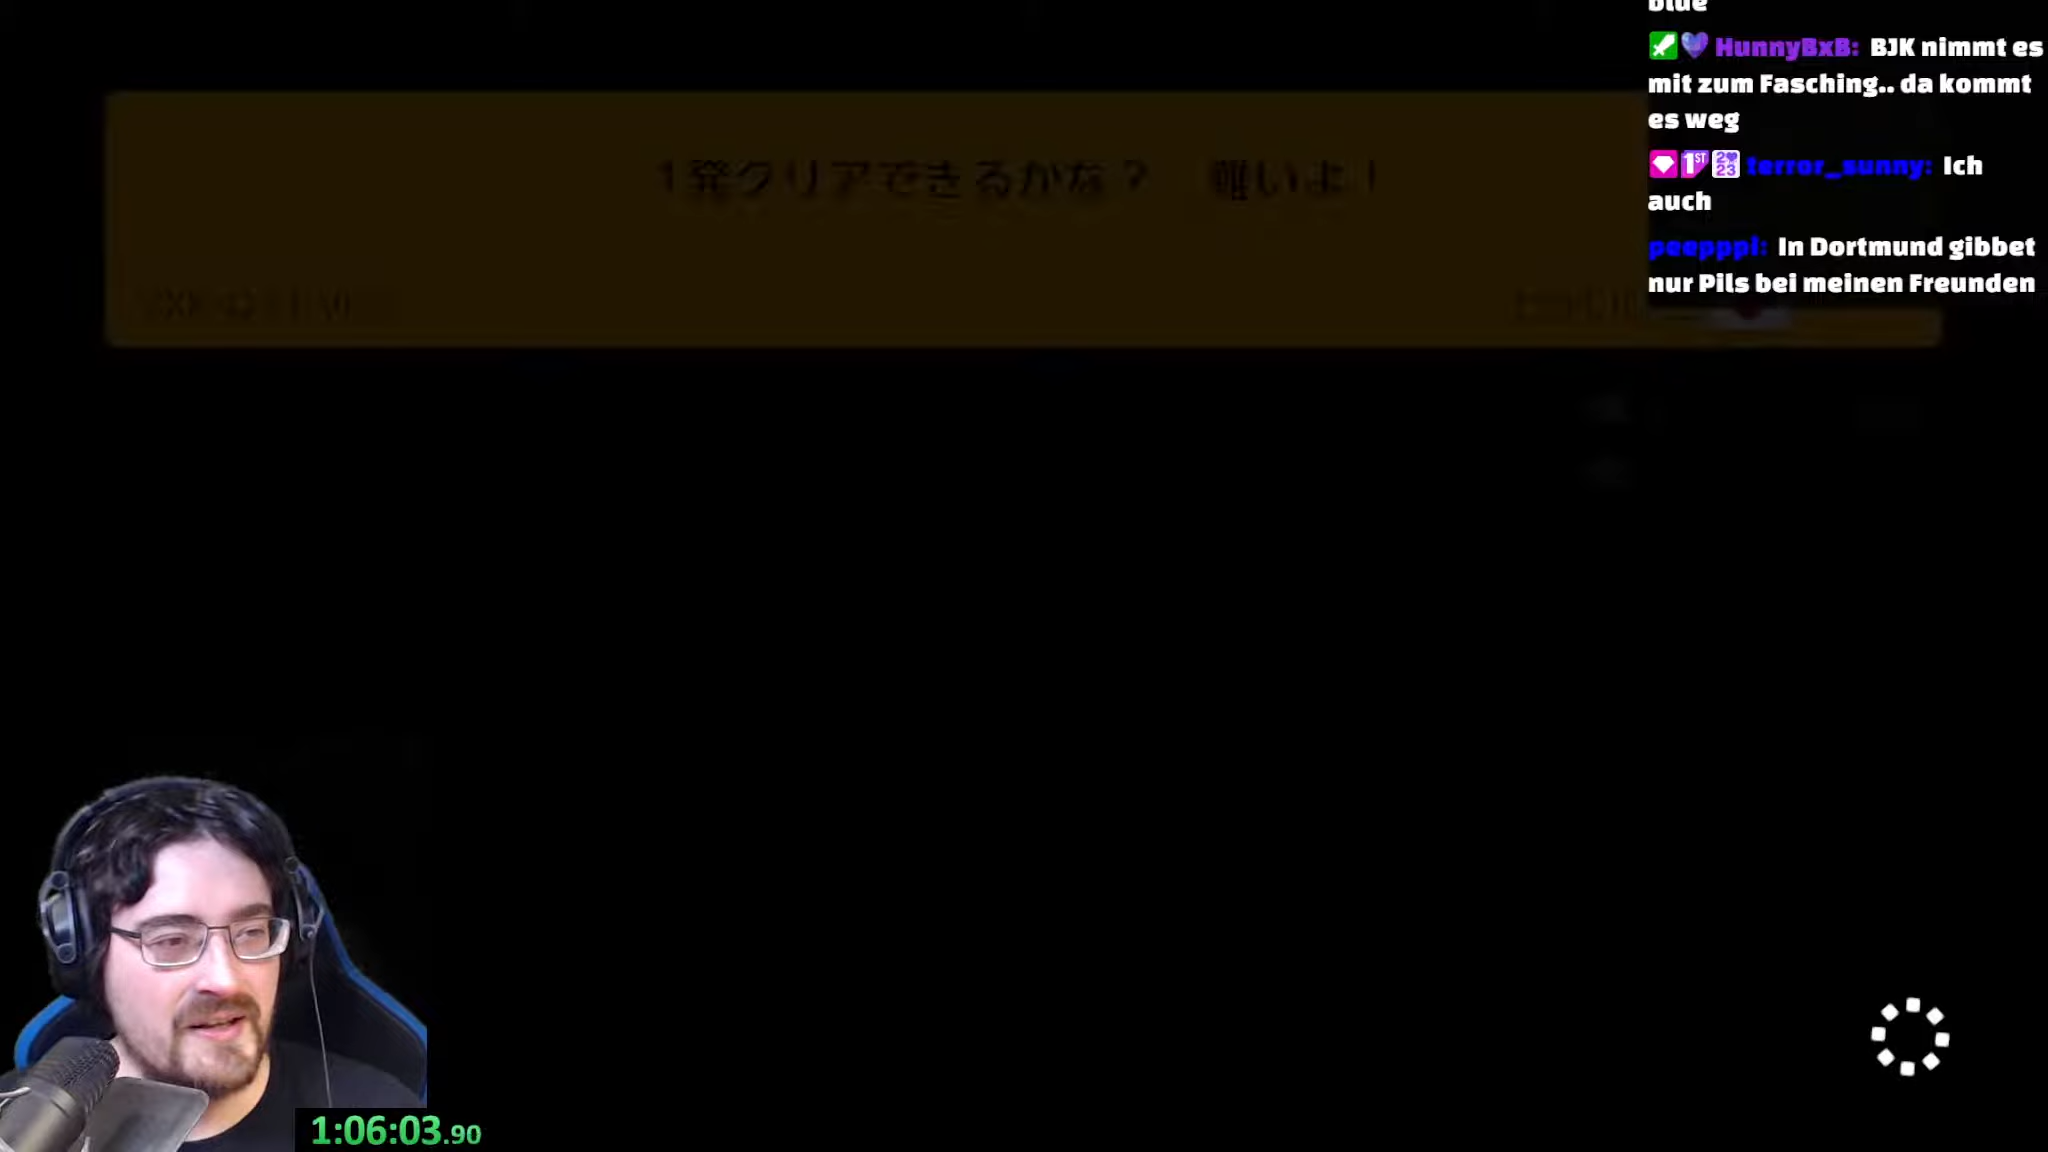 blue
HunnyBxB: BJK nimmt es
mit zum Fasching.. da kommt
es weg
1ST 2023 terror_sunny: Ich
auch
peepppl: In Dortmund gibbet
nur Pils bei meinen Freunden
1発クリアできるかな？　難いよ！
1:06:03.90